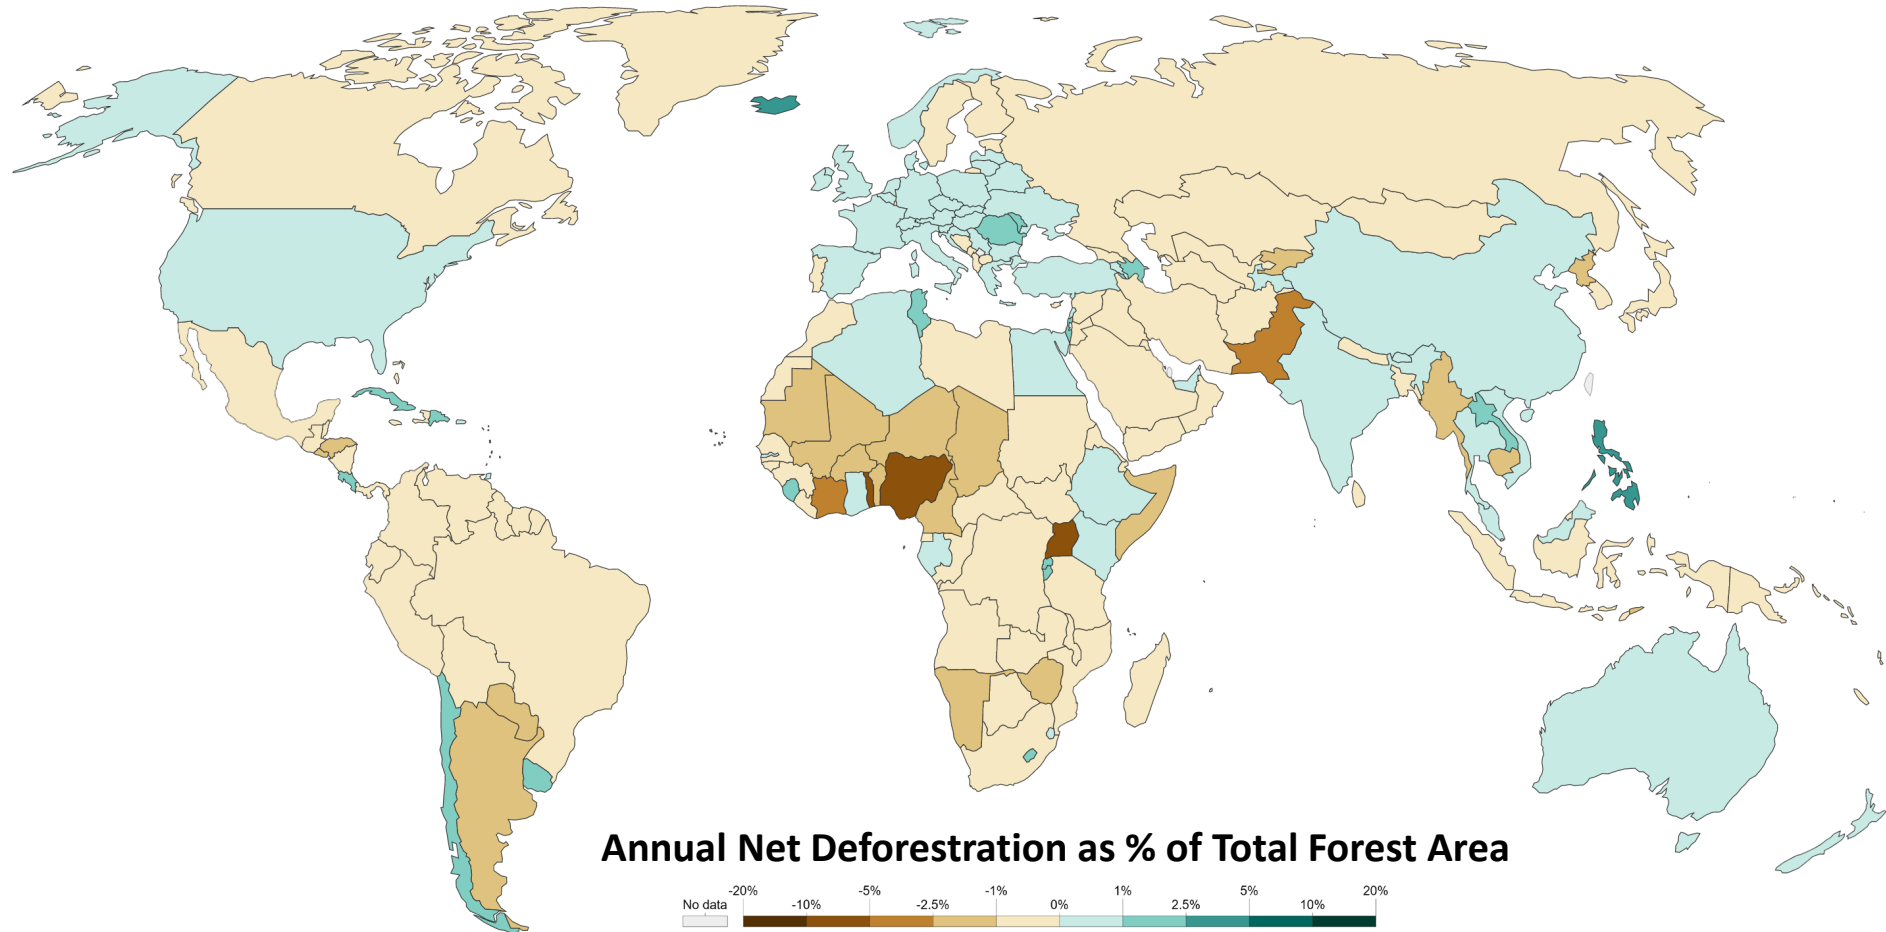 Annual Net Deforestration as % of Total Forest Area
-20% -5% -1% 1% 5% 20%
No data -10% -2.5% 0% 2.5% 10%